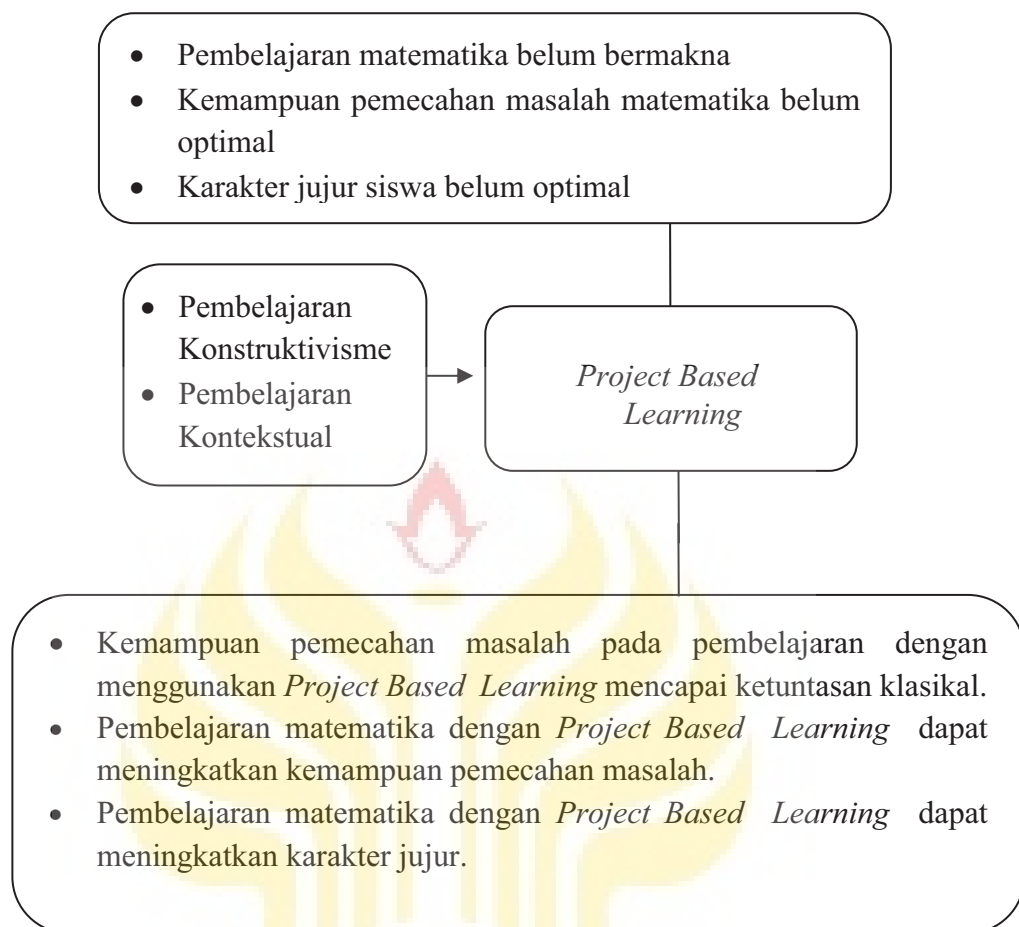 • Pembelajaran matematika belum bermakna
• Kemampuan pemecahan masalah matematika belum
optimal
• Karakter jujur siswa belum optimal
• Pembelajaran
Konstruktivisme
• Pembelajaran
Kontekstual
Project Based
Learning
• Kemampuan pemecahan masalah pada pembelajaran dengan
menggunakan Project Based Learning mencapai ketuntasan klasikal.
• Pembelajaran matematika dengan Project Based Learning dapat
meningkatkan kemampuan pemecahan masalah.
• Pembelajaran matematika dengan Project Based Learning dapat
meningkatkan karakter jujur.